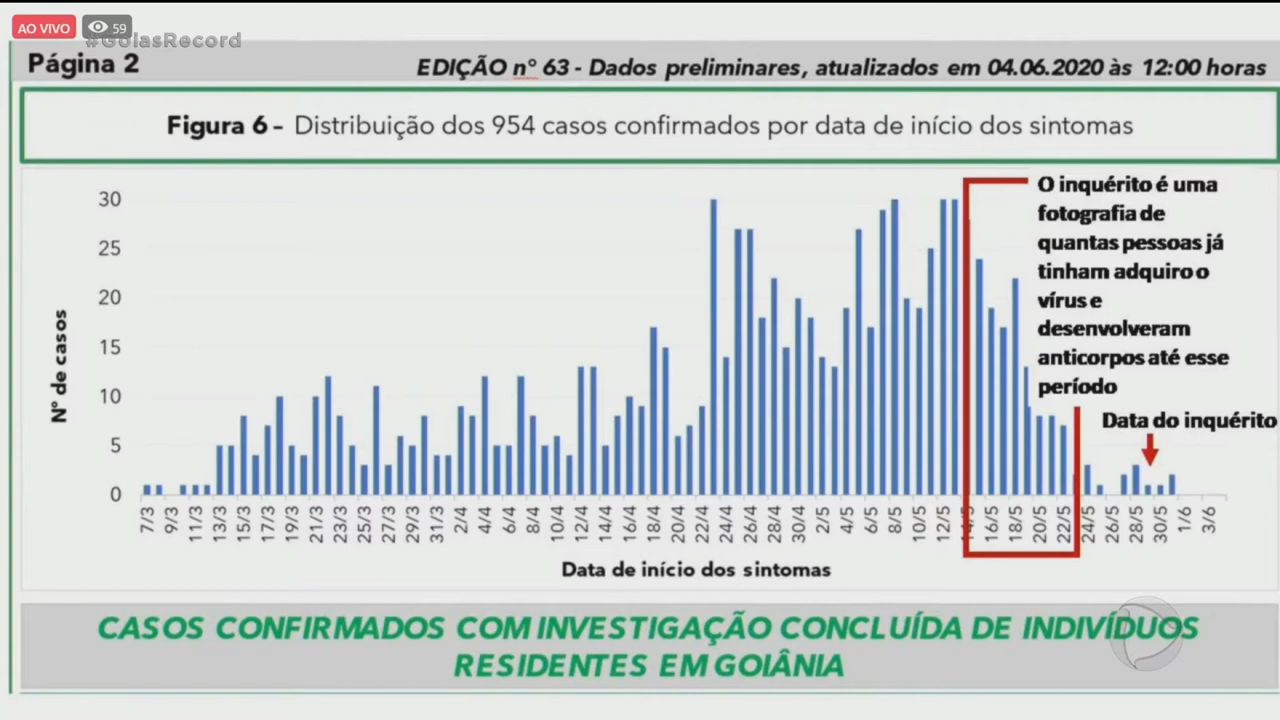 AO VIVO 59
#GoiasRecord
Página 2
EDIÇÃO n° 63 - Dados preliminares, atualizados em 04.06.2020 às 12:00 horas
Figura 6 – Distribuição dos 954 casos confirmados por data de início dos sintomas
O inquérito é uma
fotografia de
quantas pessoas já
tinham adquiro o
vírus e
desenvolveram
anticorpos até esse
período
Data do inquérito
N° de casos
30
25
20
15
10
5
0
7/3 9/3 11/3 13/3 15/3 17/3 19/3 21/3 23/3 25/3 27/3 29/3 31/3 2/4 4/4 6/4 8/4 10/4 12/4 14/4 16/4 18/4 20/4 22/4 24/4 26/4 28/4 30/4 2/5 4/5 6/5 8/5 10/5 12/5 14/5 16/5 18/5 20/5 22/5 24/5 26/5 28/5 30/5 1/6 3/6
Data de início dos sintomas
CASOS CONFIRMADOS COM INVESTIGAÇÃO CONCLUÍDA DE INDIVÍDUOS
RESIDENTES EM GOIÂNIA